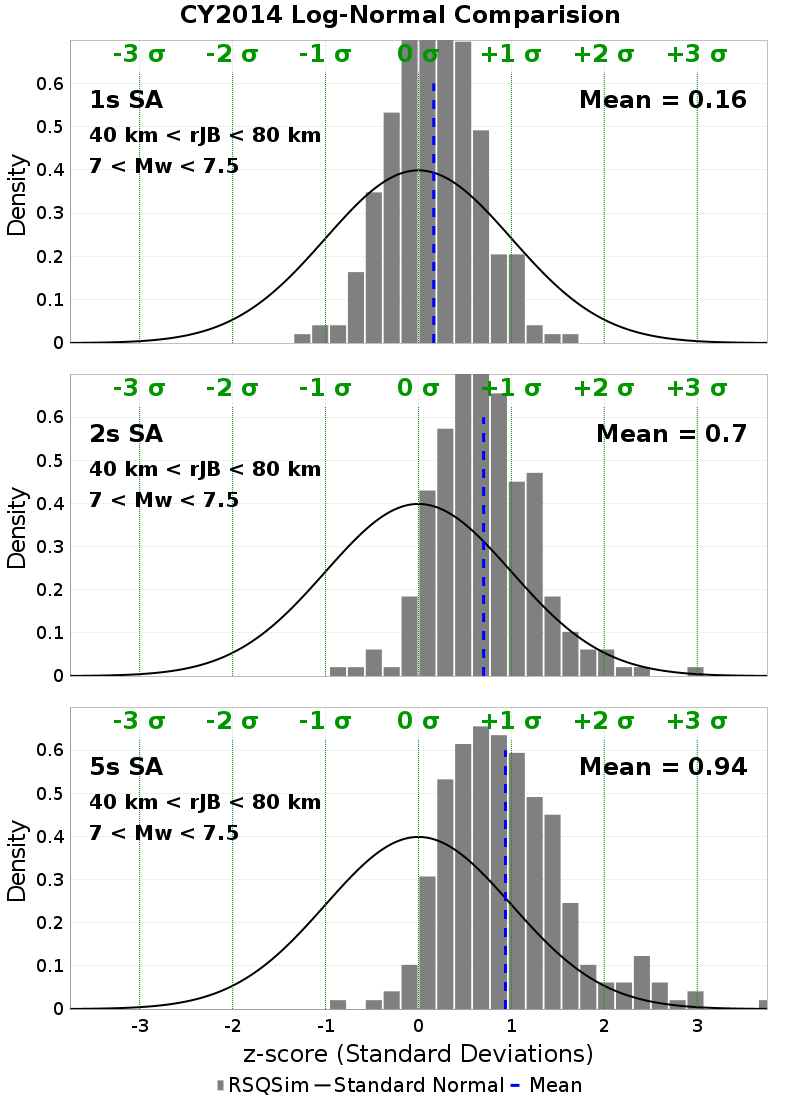 CY2014 Log-Normal Comparision
-3 σ -2 σ -1 σ 0 σ +1 σ +2 σ +3 σ
0.6
1s SA Mean = 0.16
0.5
40 km < rJB < 80 km
7 < Mw < 7.5
0.4
0.3
0.2
0.1
0
Density
-3 σ -2 σ -1 σ 0 σ +1 σ +2 σ +3 σ
0.6
2s SA Mean = 0.7
0.5
40 km < rJB < 80 km
7 < Mw < 7.5
0.4
0.3
0.2
0.1
0
Density
-3 σ -2 σ -1 σ 0 σ +1 σ +2 σ +3 σ
0.6
5s SA Mean = 0.94
0.5
40 km < rJB < 80 km
7 < Mw < 7.5
0.4
0.3
0.2
0.1
0
Density
-3 -2 -1 0 1 2 3
z-score (Standard Deviations)
RSQSim Standard Normal Mean